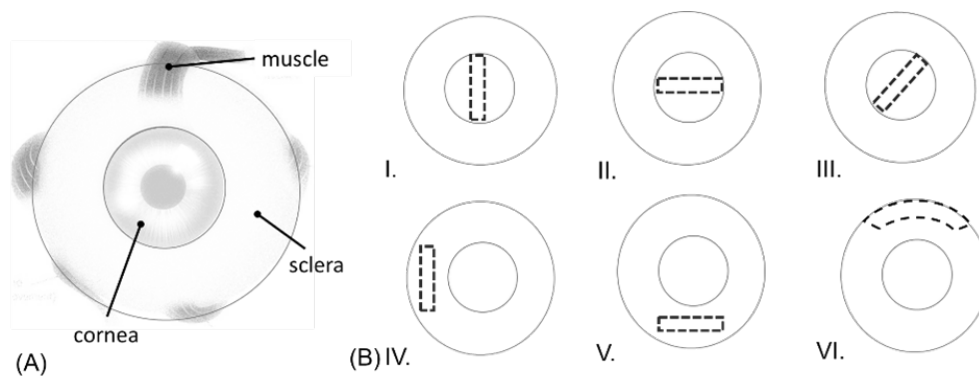 muscle
sclera
cornea
(A)
I.
II.
III.
(B) IV.
V.
VI.